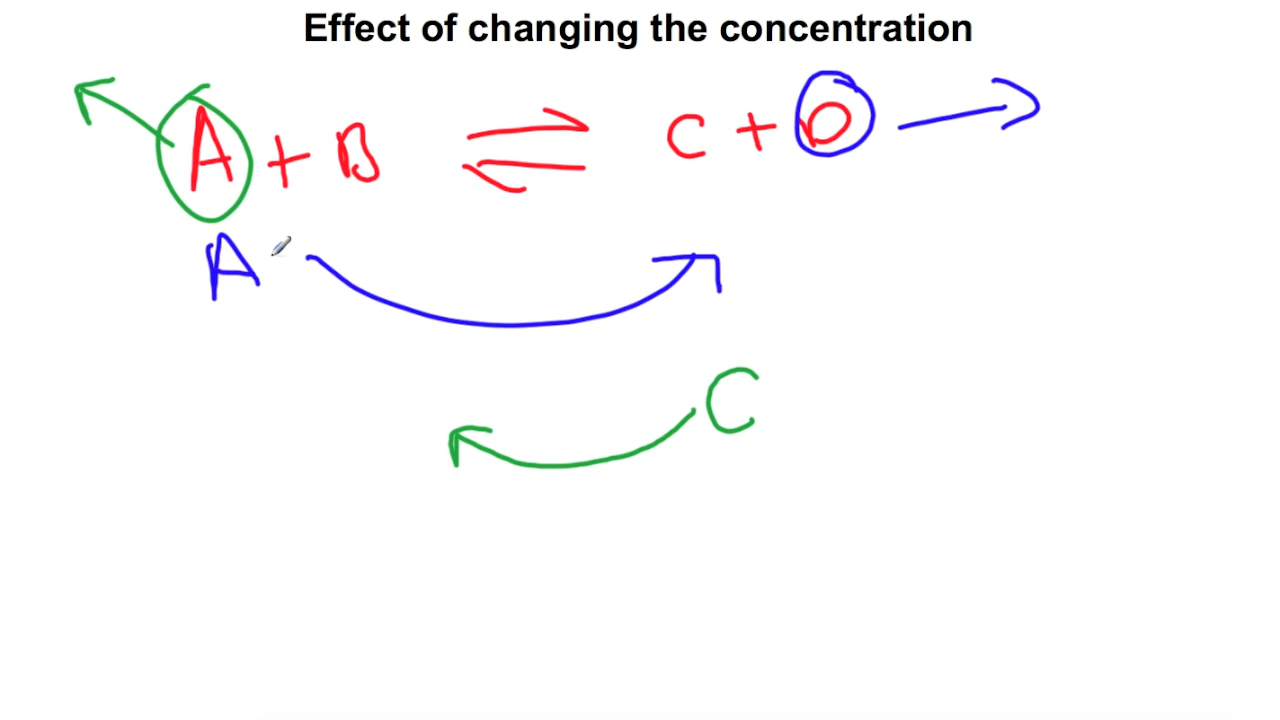 Effect of changing the concentration
A + B ⇌ C + D
A
C